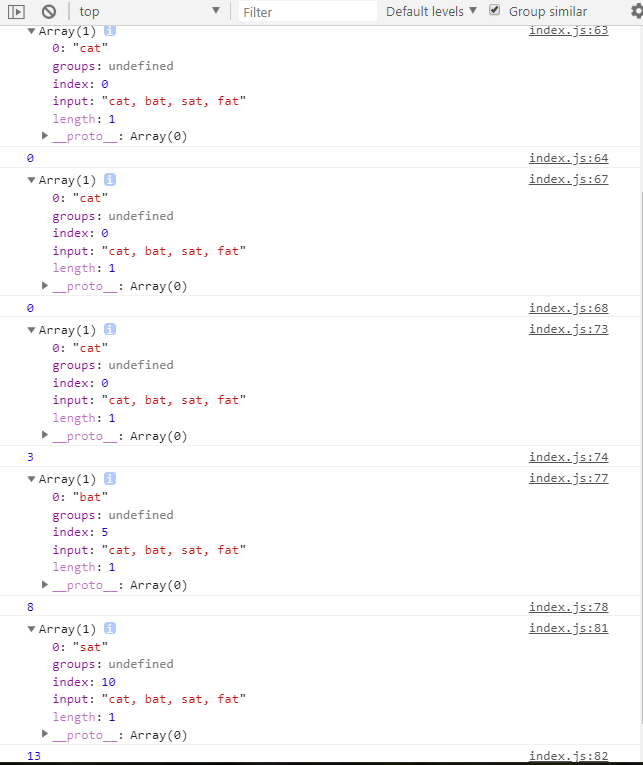 top Filter Default levels Group similar
Array(1) i index.js:63
0: "cat"
groups: undefined
index: 0
input: "cat, bat, sat, fat"
length: 1
__proto__: Array(0)
0 index.js:64
Array(1) i index.js:67
0: "cat"
groups: undefined
index: 0
input: "cat, bat, sat, fat"
length: 1
__proto__: Array(0)
0 index.js:68
Array(1) i index.js:73
0: "cat"
groups: undefined
index: 0
input: "cat, bat, sat, fat"
length: 1
__proto__: Array(0)
3 index.js:74
Array(1) i index.js:77
0: "bat"
groups: undefined
index: 5
input: "cat, bat, sat, fat"
length: 1
__proto__: Array(0)
8 index.js:78
Array(1) i index.js:81
0: "sat"
groups: undefined
index: 10
input: "cat, bat, sat, fat"
length: 1
__proto__: Array(0)
13 index.js:82